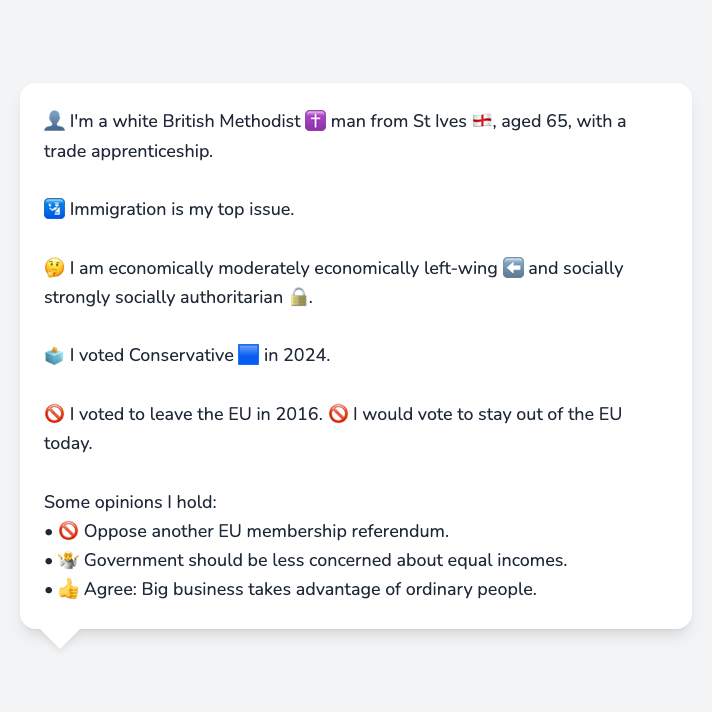 👤 I'm a white British Methodist ✝️ man from St Ives 🏴󠁧󠁢󠁥󠁮󠁧󠁿, aged 65, with a
trade apprenticeship.
🛂 Immigration is my top issue.
🤔 I am economically moderately economically left-wing ⬅️ and socially
strongly socially authoritarian 🔒.
🗳️ I voted Conservative 🟦 in 2024.
🚫 I voted to leave the EU in 2016. 🚫 I would vote to stay out of the EU
today.
Some opinions I hold:
• 🚫 Oppose another EU membership referendum.
• 🤷 Government should be less concerned about equal incomes.
• 👍 Agree: Big business takes advantage of ordinary people.